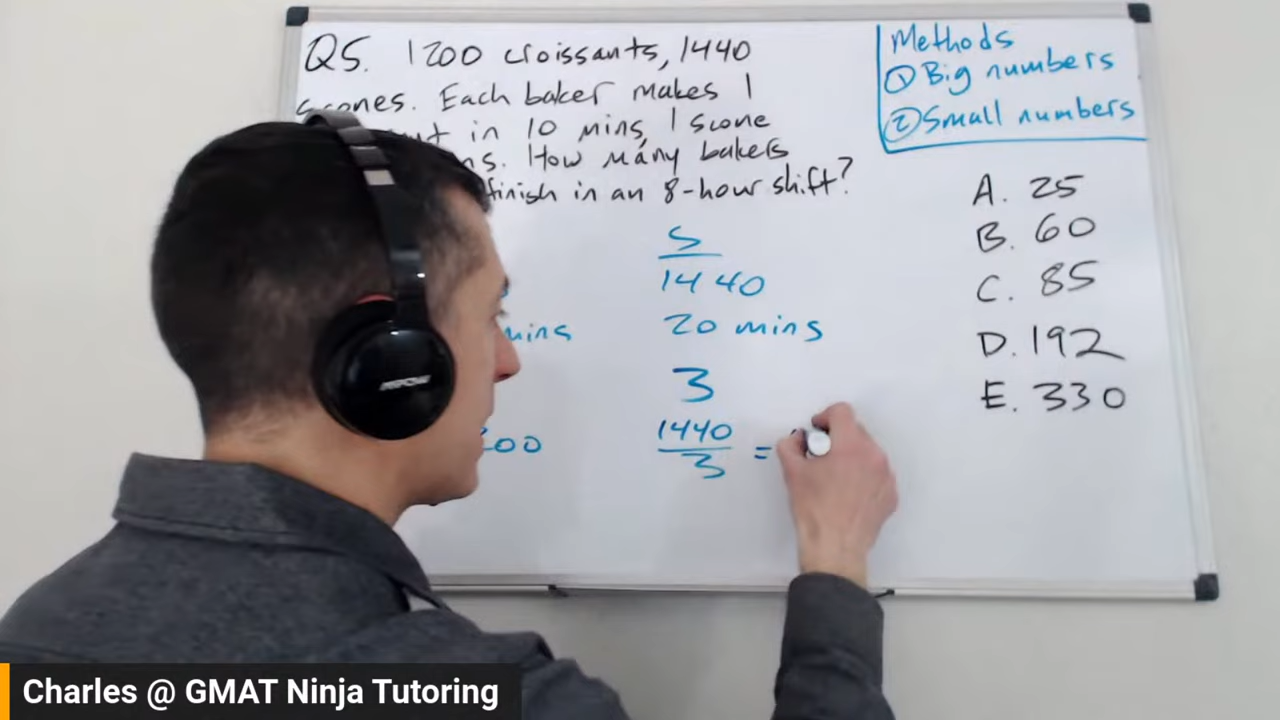 Q5. 1200 croissants, 1440
scones. Each baker makes 1
in 10 mins, 1 scone
How many bakers
finish in an 8-hour shift?
Methods
① Big numbers
② Small numbers
A. 25
B. 60
C. 85
D. 192
E. 330
S
1440
mins 20 mins
3
00 1440/3 =
MPOW
Charles @ GMAT Ninja Tutoring